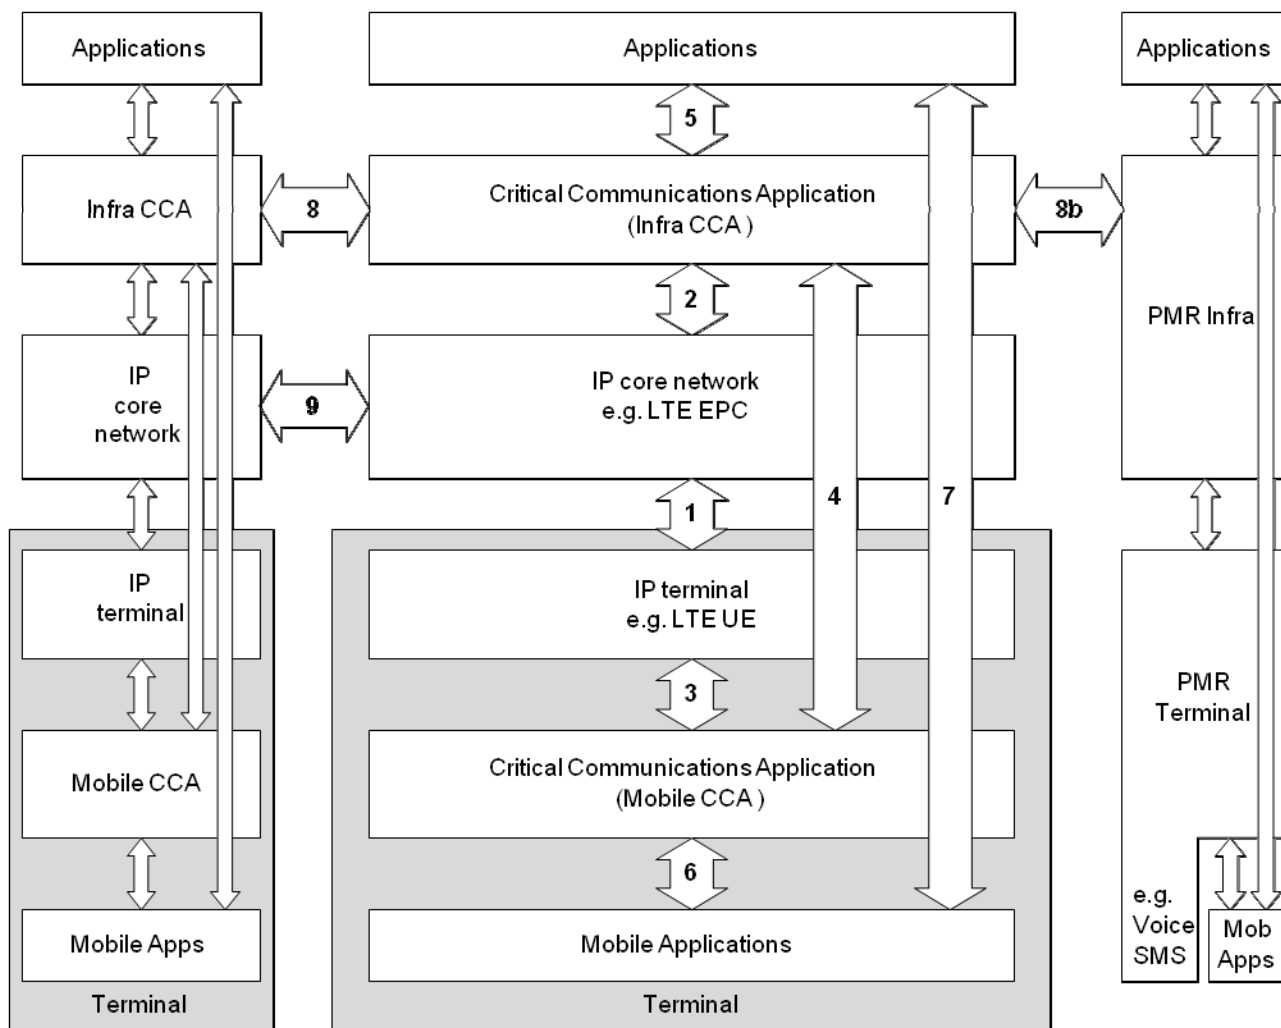 Applications
Applications
Applications
5
Infra CCA
8
Critical Communications Application
(Infra CCA )
8b
2
PMR Infra
IP
core
network
9
IP core network
e.g. LTE EPC
1
4
7
IP
terminal
IP terminal
e.g. LTE UE
3
PMR
Terminal
Mobile CCA
Critical Communications Application
(Mobile CCA )
6
e.g.
Voice
SMS
Mob
Apps
Mobile Apps
Mobile Applications
Terminal
Terminal